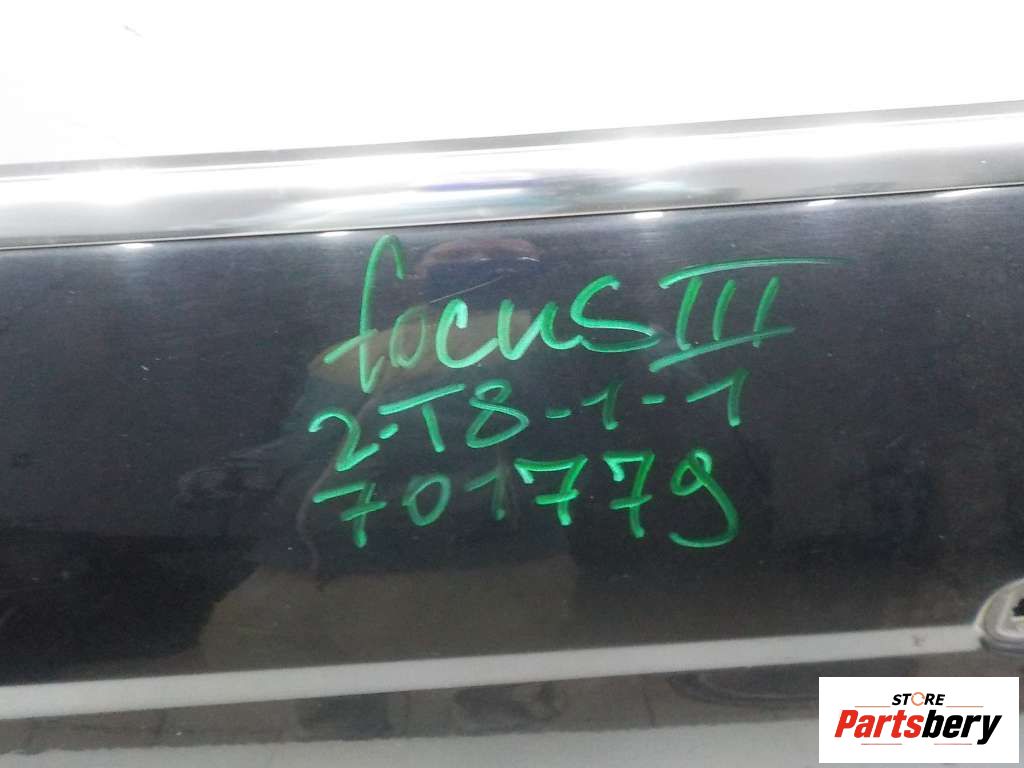 focus III
2-T8-1-1
701779
STORE
Partsbery